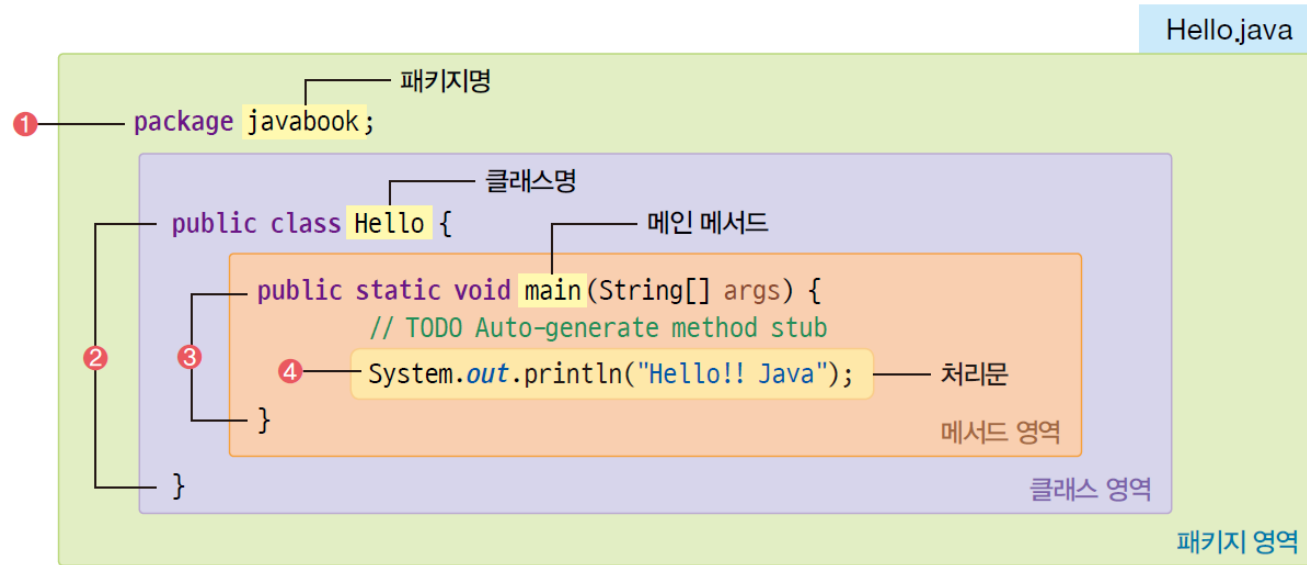 Hello.java
패키지명
❶ package javabook;
클래스명
public class Hello {
메인 메서드
public static void main(String[] args) {
// TODO Auto-generate method stub
❷ ❸ ❹ System.out.println("Hello!! Java"); 처리문
}
메서드 영역
}
클래스 영역
패키지 영역